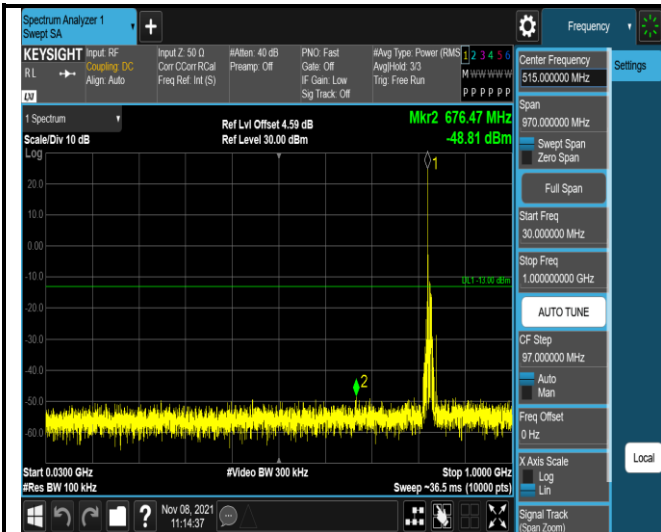 Spectrum Analyzer 1
Swept SA
+
Frequency
KEYSIGHT
RL
LXI
Input: RF
Coupling: DC
Align: Auto
Input Z: 50 Ω
Corr CCorr RCal
Freq Ref: Int (S)
#Atten: 40 dB
Preamp: Off
PNO: Fast
Gate: Off
IF Gain: Low
Sig Track: Off
#Avg Type: Power (RMS
Avg|Hold: 3/3
Trig: Free Run
1 2 3 4 5 6
M W W W W W
P P P P P P
1 Spectrum
Scale/Div 10 dB
Log
Ref Lvl Offset 4.59 dB
Ref Level 30.00 dBm
Mkr2 676.47 MHz
-48.81 dBm
1
20.0
10.0
0.00
-10.0
DL1 -13.00 dBm
-20.0
-30.0
-40.0
2
-50.0
-60.0
Start 0.0300 GHz
#Res BW 100 kHz
#Video BW 300 kHz
Stop 1.0000 GHz
Sweep ~36.5 ms (10000 pts)
?
Nov 08, 2021
11:14:37
Center Frequency
515.000000 MHz
Settings
Span
970.000000 MHz
Swept Span
Zero Span
Full Span
Start Freq
30.000000 MHz
Stop Freq
1.000000000 GHz
AUTO TUNE
CF Step
97.000000 MHz
Auto
Man
Freq Offset
0 Hz
X Axis Scale
Log
Lin
Local
Signal Track
(Span Zoom)